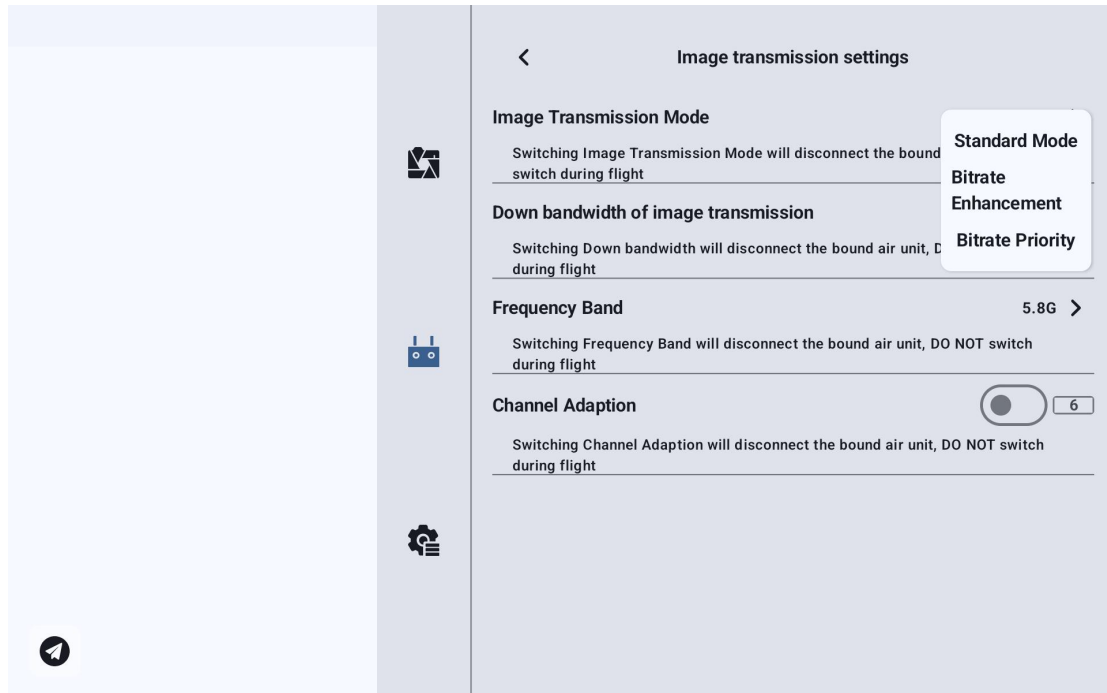 Image transmission settings
Image Transmission Mode
Standard Mode
Switching Image Transmission Mode will disconnect the bound
switch during flight
Bitrate
Enhancement
Down bandwidth of image transmission
Bitrate Priority
Switching Down bandwidth will disconnect the bound air unit,
during flight
Frequency Band
5.8G
Switching Frequency Band will disconnect the bound air unit, DO NOT switch
during flight
Channel Adaption
6
Switching Channel Adaption will disconnect the bound air unit, DO NOT switch
during flight